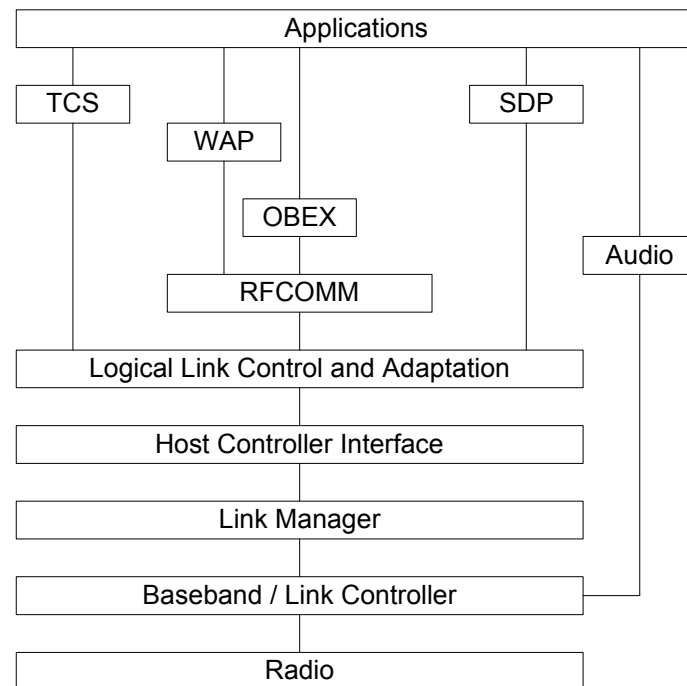 Applications
TCS
SDP
WAP
OBEX
Audio
RFCOMM
Logical Link Control and Adaptation
Host Controller Interface
Link Manager
Baseband / Link Controller
Radio